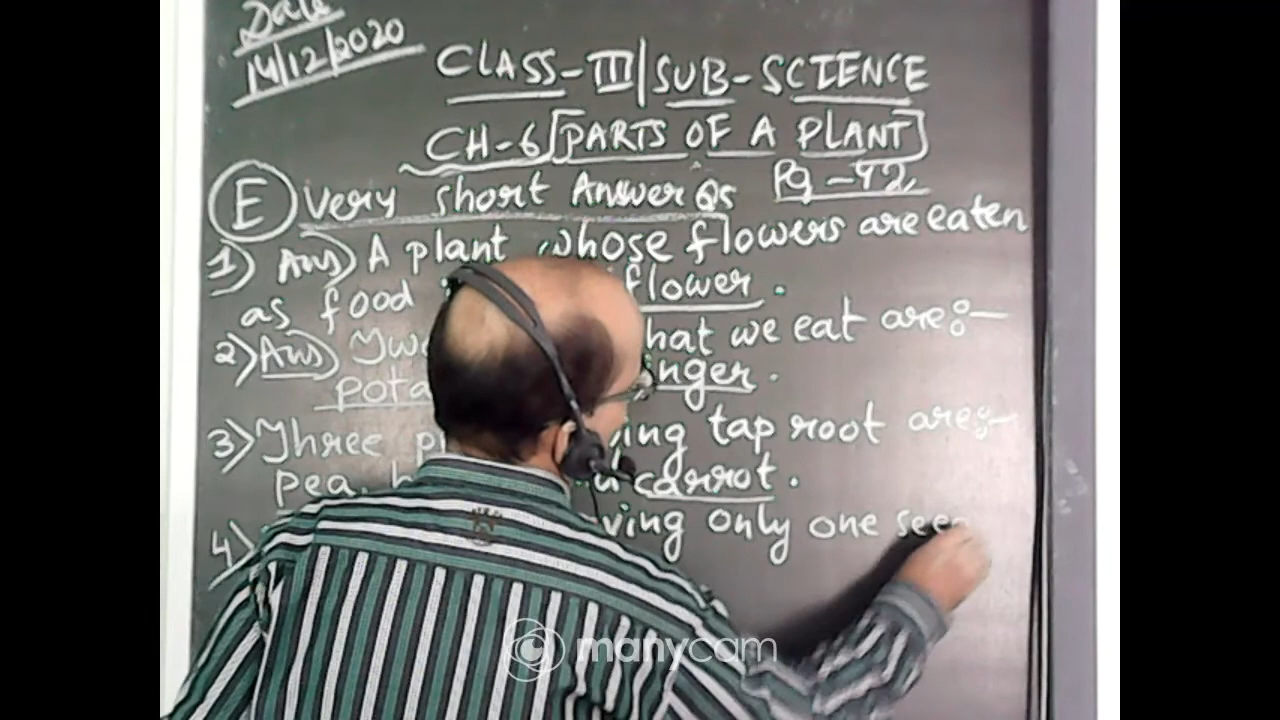 Date
14/12/2020
CLASS-III|SUB-SCIENCE
CH-6[PARTS OF A PLANT]
(E) Very short Answer Qs Pg-42
1) Ans) A plant whose flowers are eaten
as food flower.
2) Ans) Two hat we eat are:-
pota nger.
3) Three p ing tap root are:-
pea, carrot.
4) ving only one see
manycam